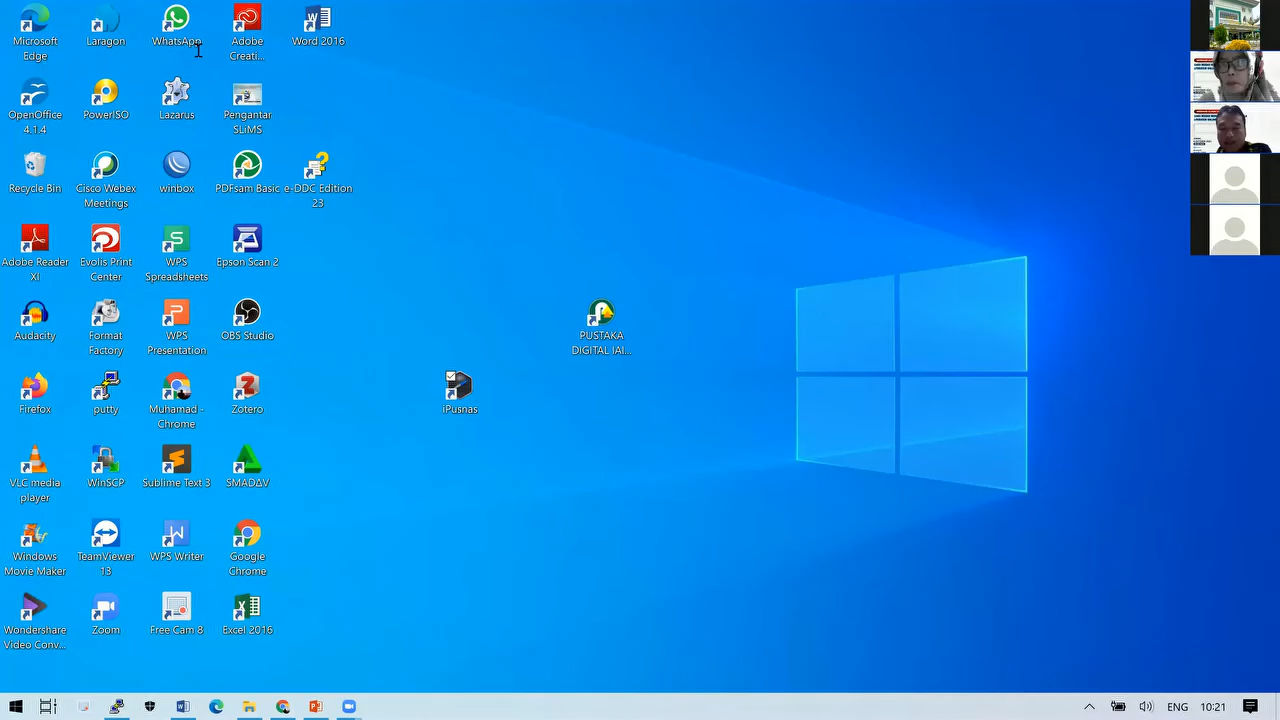 Microsoft Edge
Laragon
WhatsApp
Adobe Creati...
Word 2016
OpenOffice 4.1.4
PowerISO
Lazarus
Pengantar SLiMS
Recycle Bin
Cisco Webex Meetings
winbox
PDFsam Basic
e-DDC Edition 23
Adobe Reader XI
Evolis Print Center
WPS Spreadsheets
Epson Scan 2
Audacity
Format Factory
WPS Presentation
OBS Studio
PUSTAKA DIGITAL IAI...
Firefox
putty
Muhamad - Chrome
Zotero
iPusnas
VLC media player
WinSCP
Sublime Text 3
SMADΔV
Windows Movie Maker
TeamViewer 13
WPS Writer
Google Chrome
Wondershare Video Conv...
Zoom
Free Cam 8
Excel 2016
ENG
10:21